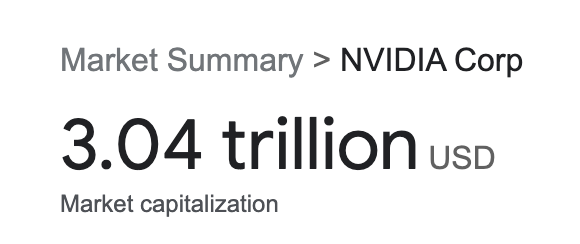 Market Summary > NVIDIA Corp
3.04 trillion USD
Market capitalization